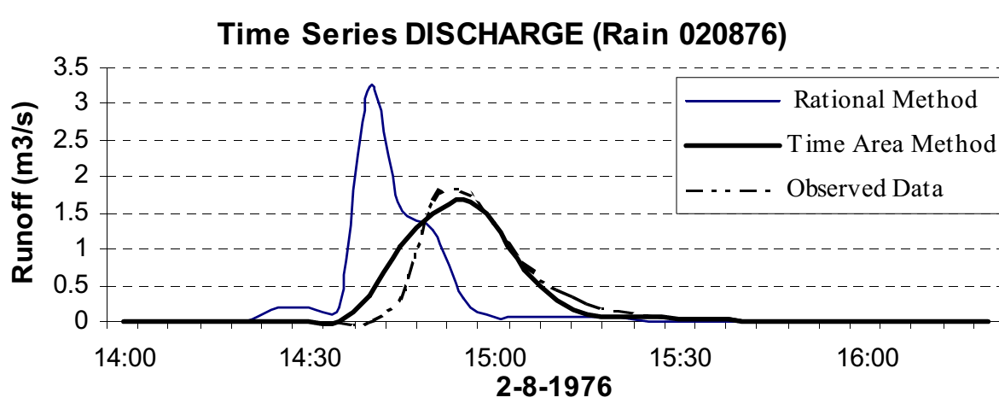 Time Series DISCHARGE (Rain 020876)
Runoff (m3/s)
3.5
3
2.5
2
1.5
1
0.5
0
Rational Method
Time Area Method
Observed Data
14:00 14:30 15:00 15:30 16:00
2-8-1976